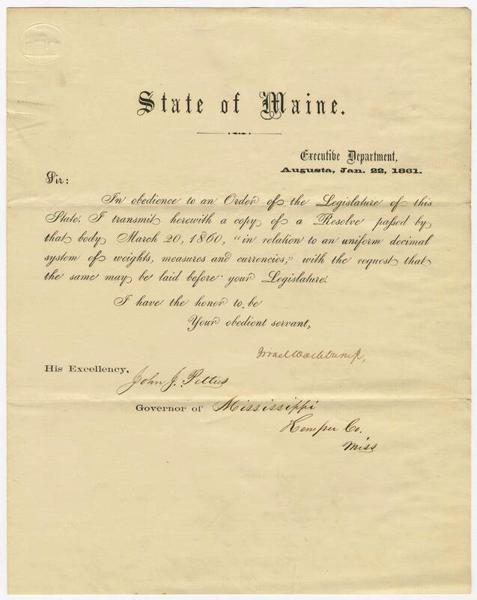 State of Maine.
Executive Department,
Augusta, Jan. 22, 1861.
Sir:
In obedience to an Order of the Legislature of this
State, I transmit herewith a copy of a Resolve passed by
that body March 20, 1860, "in relation to an uniform decimal
system of weights, measures and currencies," with the request that
the same may be laid before your Legislature.
I have the honor to be
Your obedient servant,
Israel Washburn Jr,
His Excellency,
John J. Pettus
Governor of Mississippi
Kemper Co.
Miss